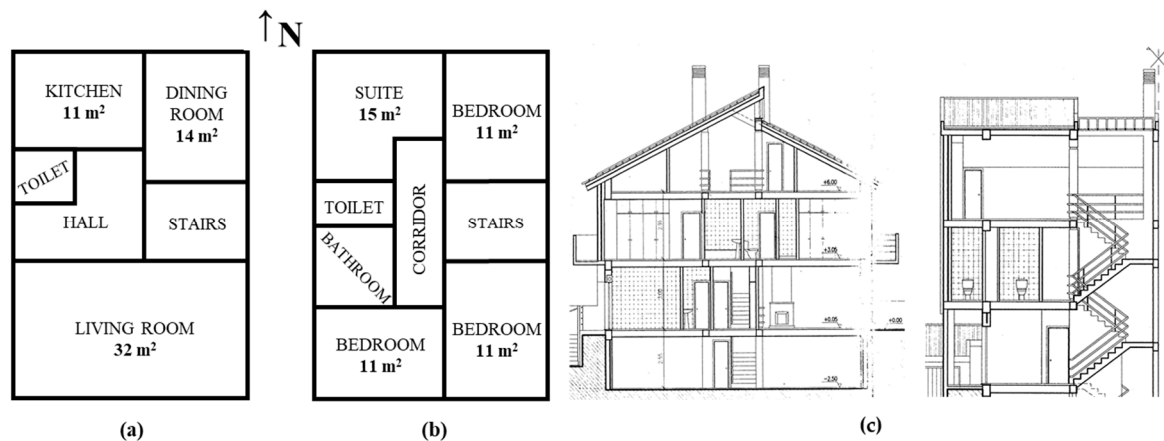 N
KITCHEN
11 m²
DINING
ROOM
14 m²
TOILET
HALL
STAIRS
LIVING ROOM
32 m²
(a)
SUITE
15 m²
BEDROOM
11 m²
TOILET
CORRIDOR
STAIRS
BATHROOM
BEDROOM
11 m²
BEDROOM
11 m²
(b)
+6.00
+3.05
+0.05
+0.00
-2.50
(c)